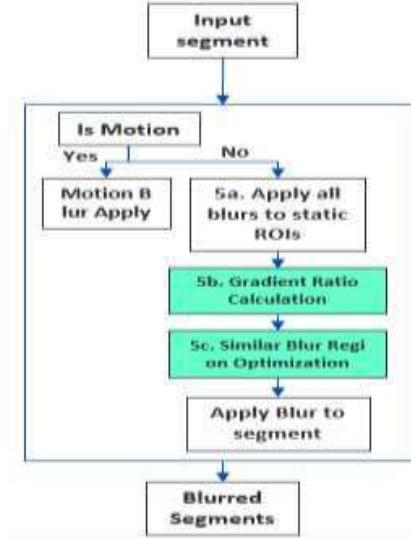 Input
segment
Is Motion
Yes
No
Motion B
lur Apply
5a. Apply all
blurs to static
ROIs
5b. Gradient Ratio
Calculation
5c. Similar Blur Regi
on Optimization
Apply Blur to
segment
Blurred
Segments